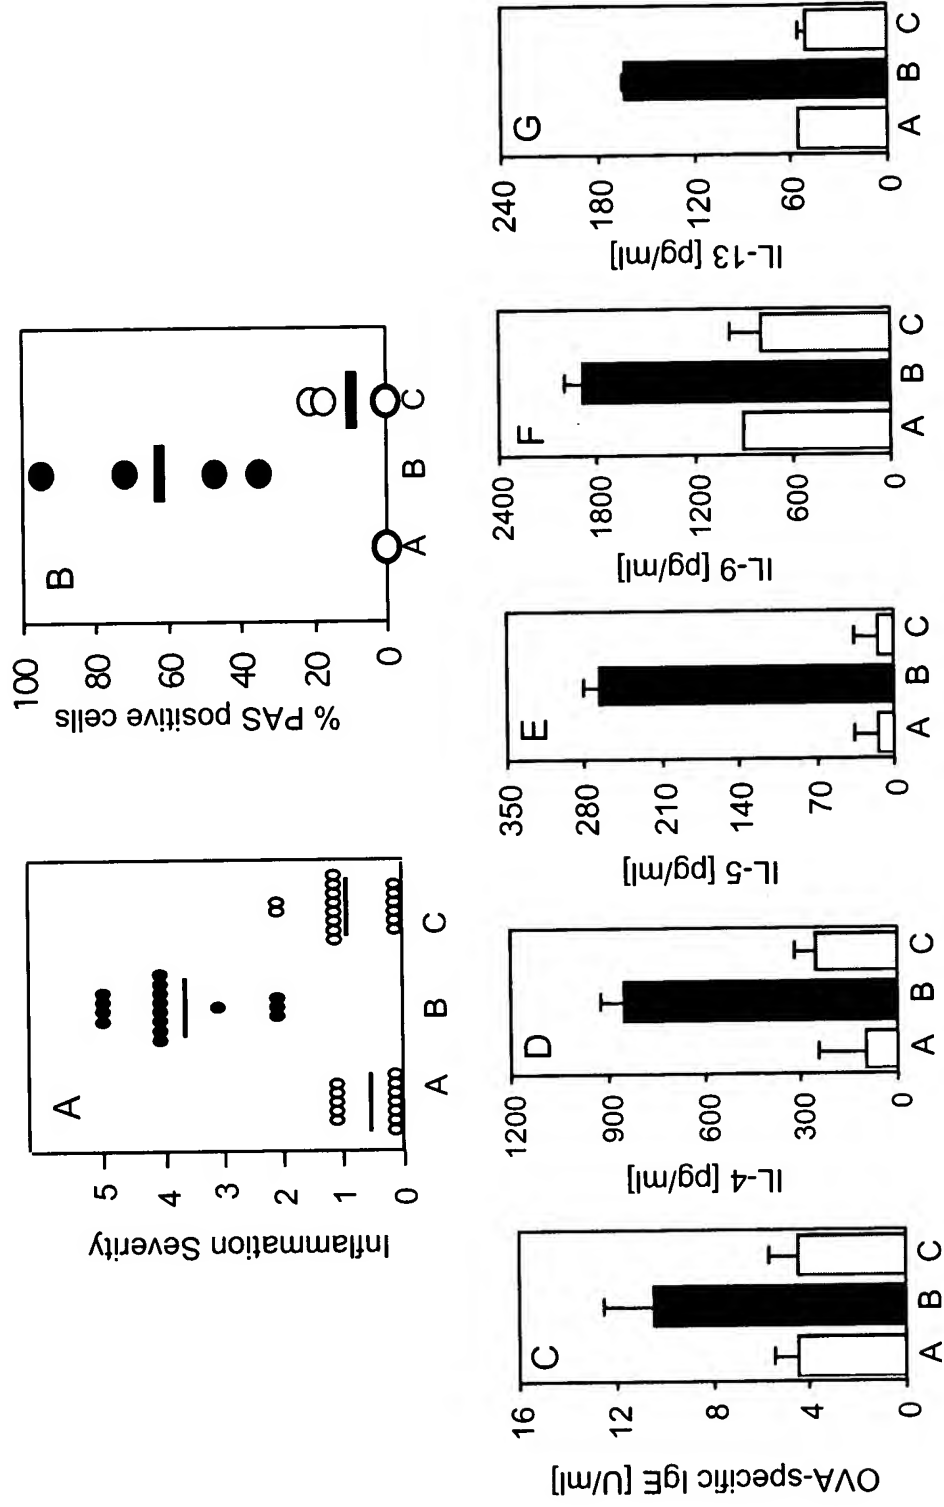 Inflammation Severity
5
4
3
2
1
0
A
A
B
C
% PAS positive cells
100
80
60
40
20
0
B
A
B
C
OVA-specific IgE [U/ml]
16
12
8
4
0
C
A
B
C
IL-4 [pg/ml]
1200
900
600
300
0
D
A
B
C
IL-5 [pg/ml]
350
280
210
140
70
0
E
A
B
C
IL-9 [pg/ml]
2400
1800
1200
600
0
F
A
B
C
IL-13 [pg/ml]
240
180
120
60
0
G
A
B
C